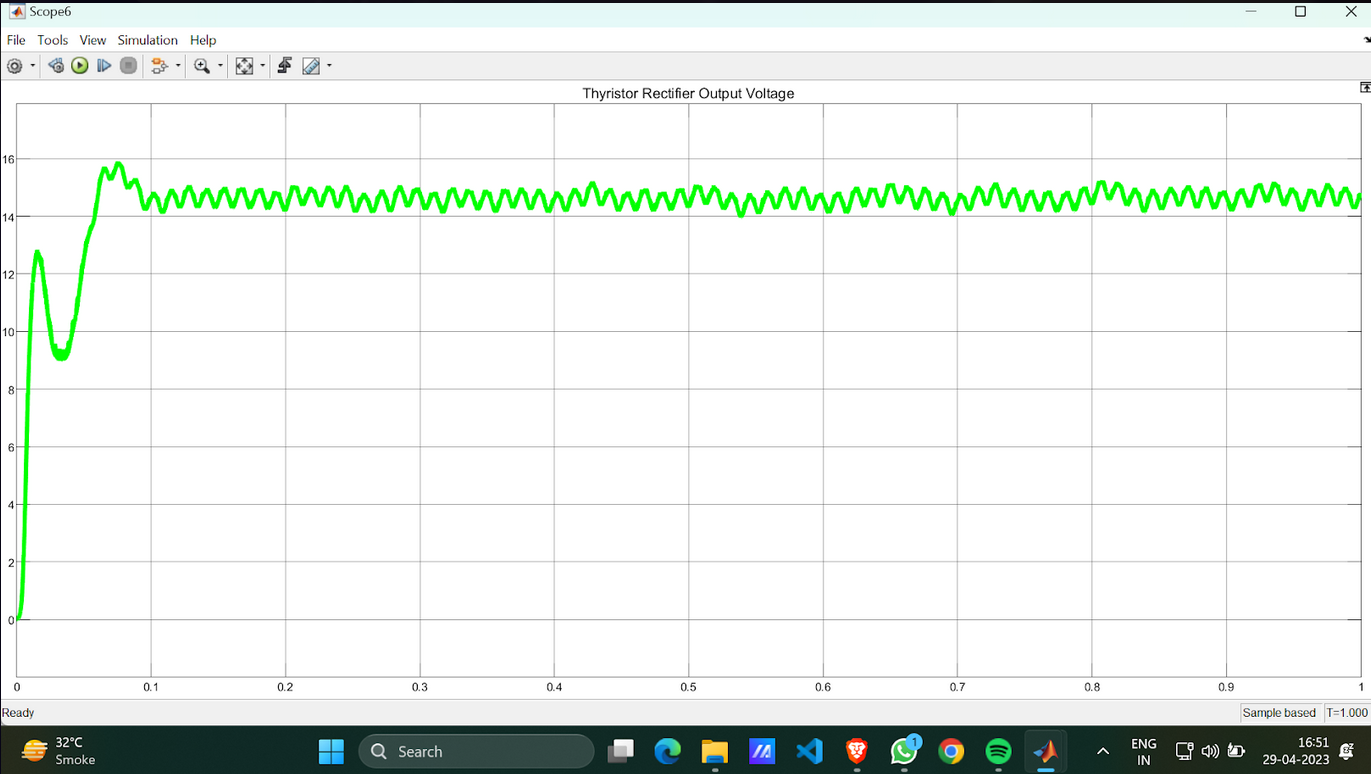 Scope6
File Tools View Simulation Help
Thyristor Rectifier Output Voltage
16
14
12
10
8
6
4
2
0
0 0.1 0.2 0.3 0.4 0.5 0.6 0.7 0.8 0.9 1
Ready Sample based T=1.000
32°C
Smoke
Search
1
ENG
IN
16:51
29-04-2023